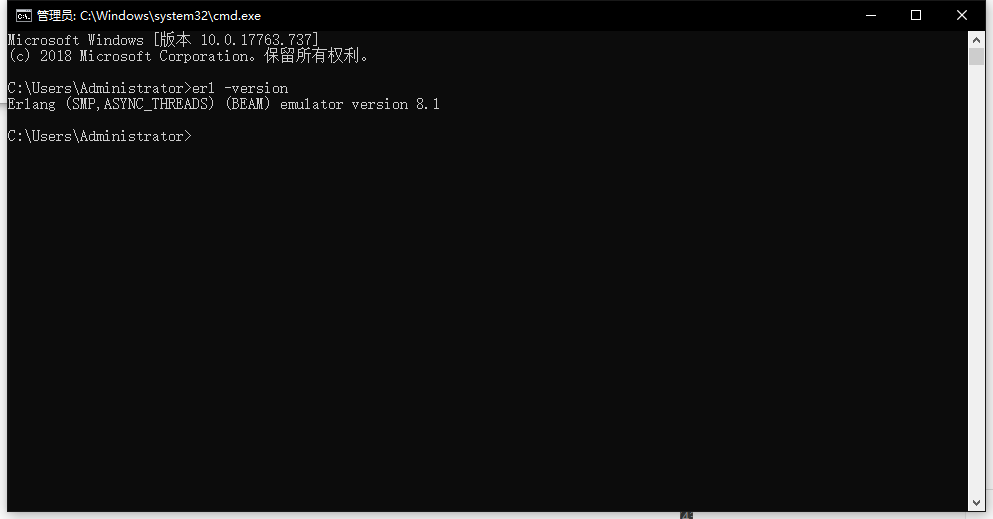 管理员: C:\Windows\system32\cmd.exe
Microsoft Windows [版本 10.0.17763.737]
(c) 2018 Microsoft Corporation。保留所有权利。
C:\Users\Administrator>erl -version
Erlang (SMP,ASYNC_THREADS) (BEAM) emulator version 8.1
C:\Users\Administrator>